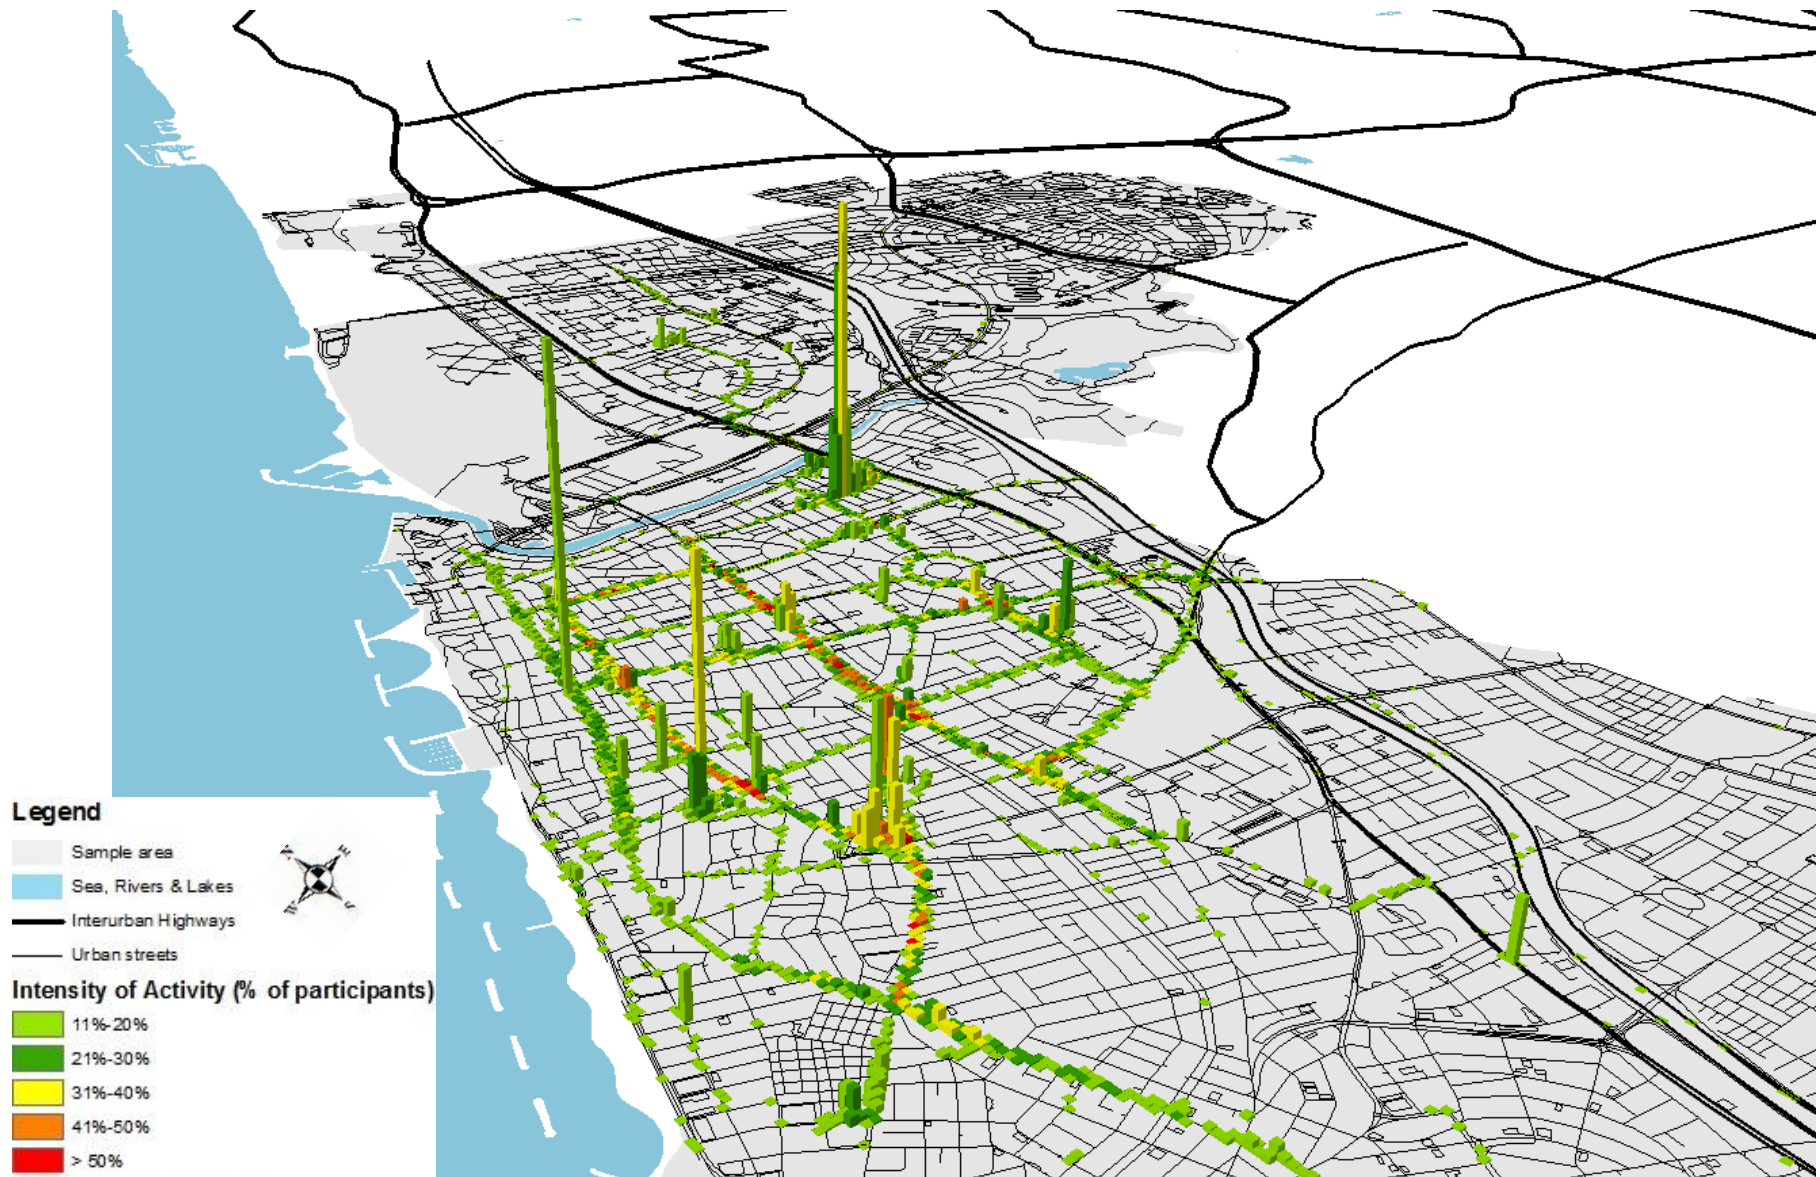 Legend
Sample area
Sea, Rivers & Lakes
Interurban Highways
Urban streets
Intensity of Activity (% of participants)
11%-20%
21%-30%
31%-40%
41%-50%
> 50%